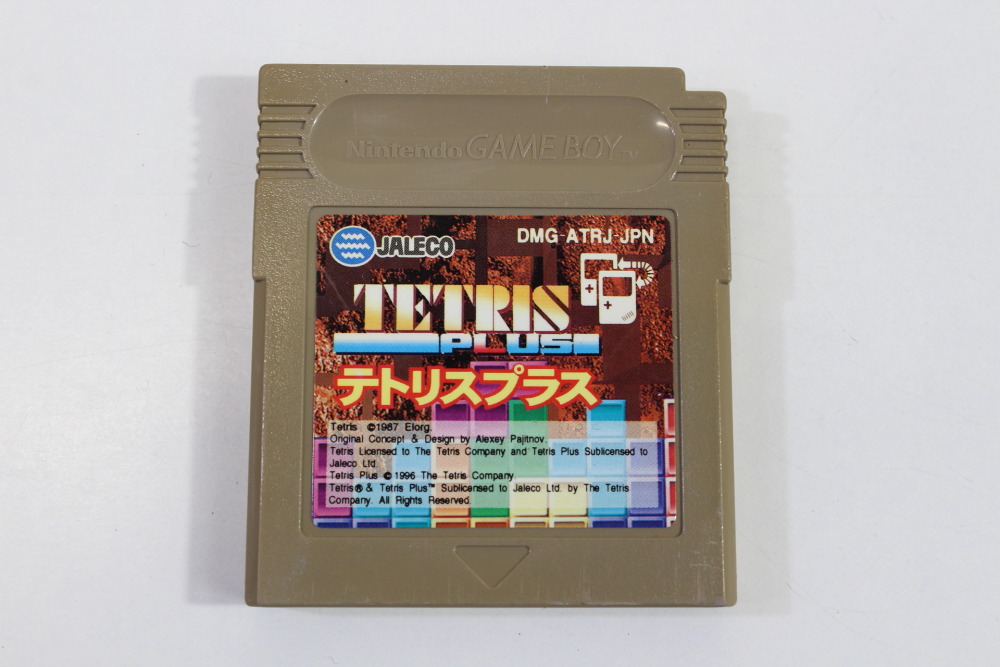 Nintendo GAME BOY TM
JALECO
DMG-ATRJ-JPN
TETRIS
PLUS
テトリスプラス
Tetris ©1987 Elorg.
Original Concept & Design by Alexey Pajitnov.
Tetris Licensed to The Tetris Company and Tetris Plus Sublicensed to
Jaleco Ltd.
Tetris Plus ©1996 The Tetris Company.
Tetris® & Tetris Plus™ Sublicensed to Jaleco Ltd. by The Tetris
Company. All Rights Reserved.